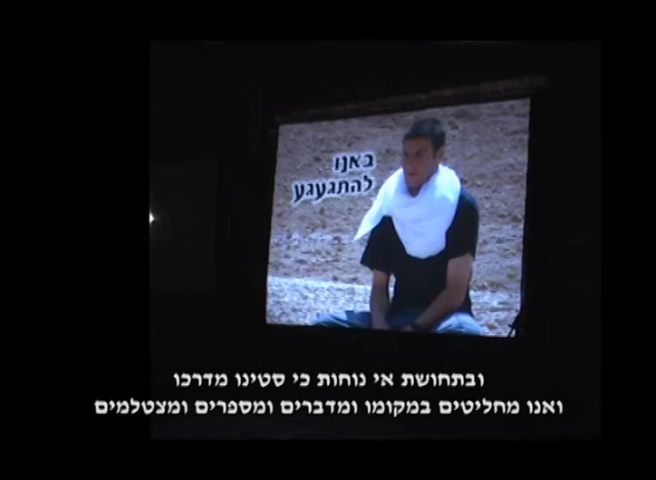 באנו
להתגעגע
ובתחושת אי נוחות כי סטינו מדרכו
ואנו מחליטים במקומו ומדברים ומספרים ומצטלמים